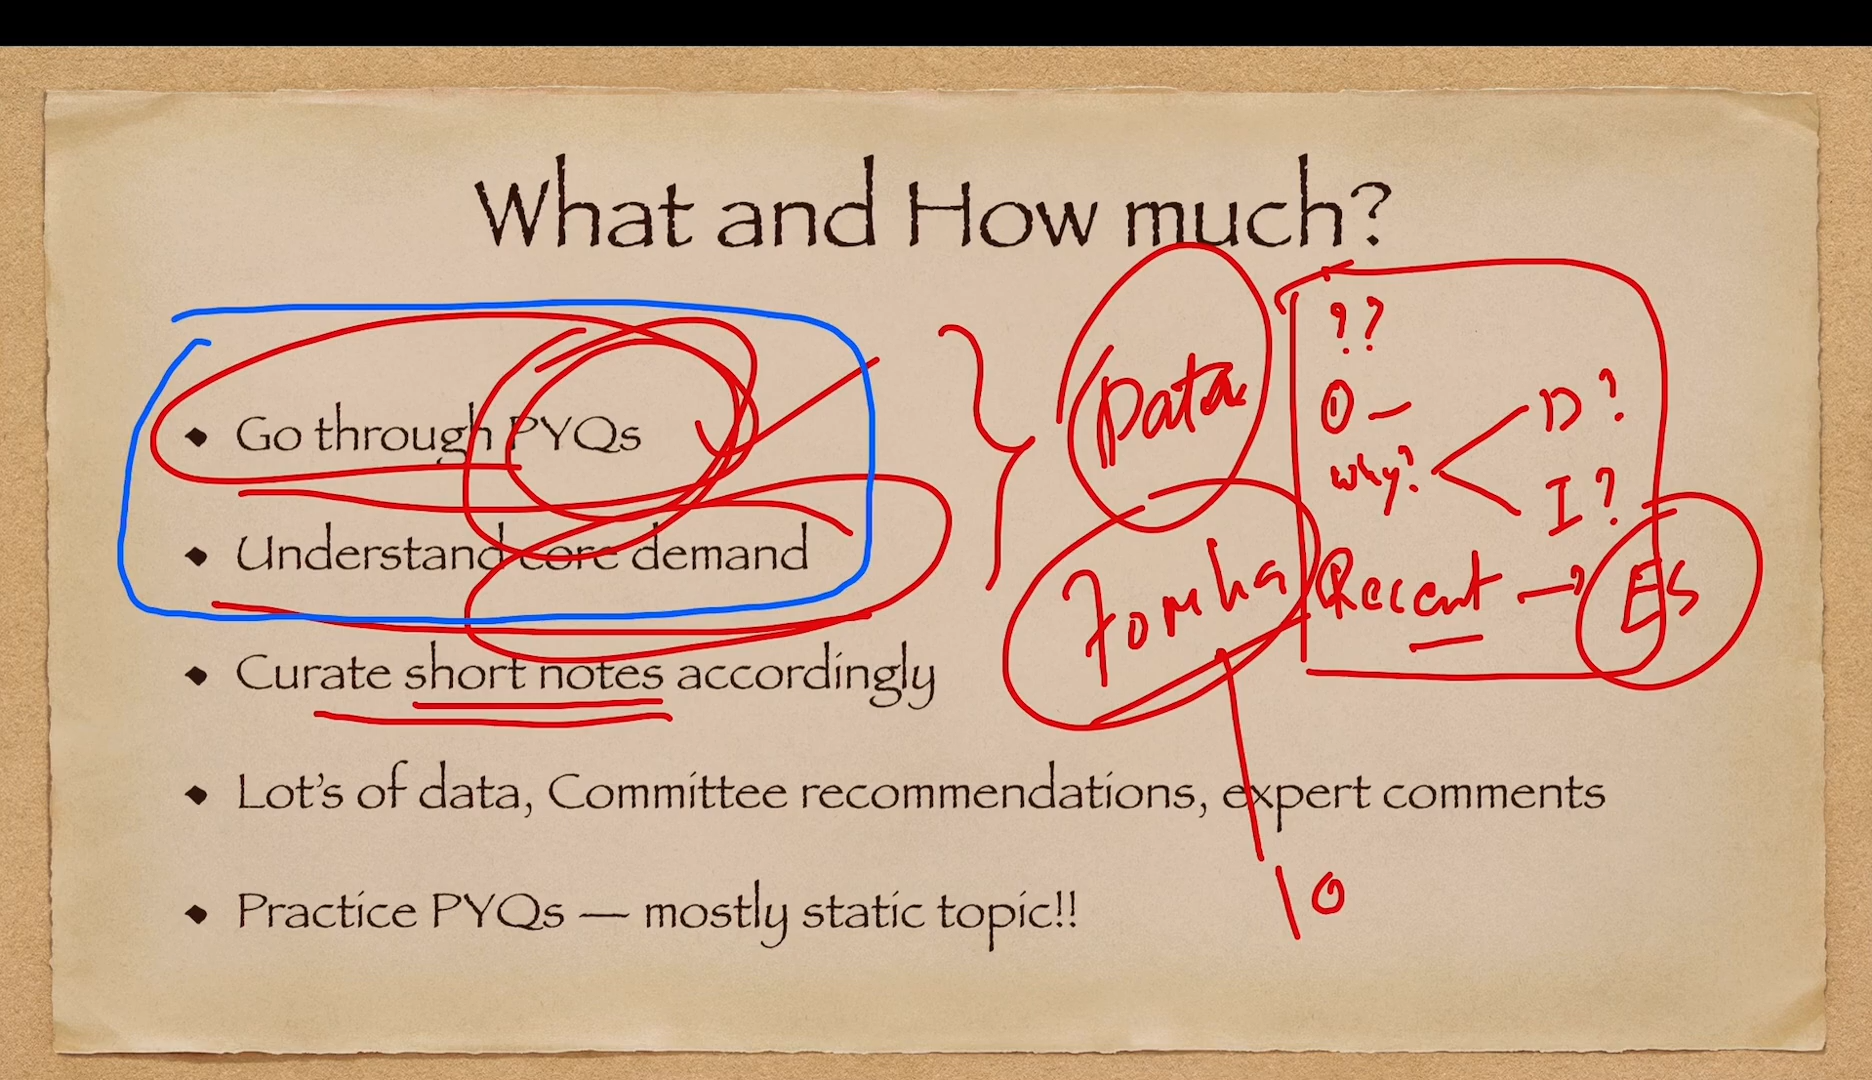 What and How much?
Go through PYQs
Understand core demand
Curate short notes accordingly
Lot's of data, Committee recommendations, expert comments
Practice PYQs — mostly static topic!!
Data
??
O —
why?
D?
I?
Recent → ES
10